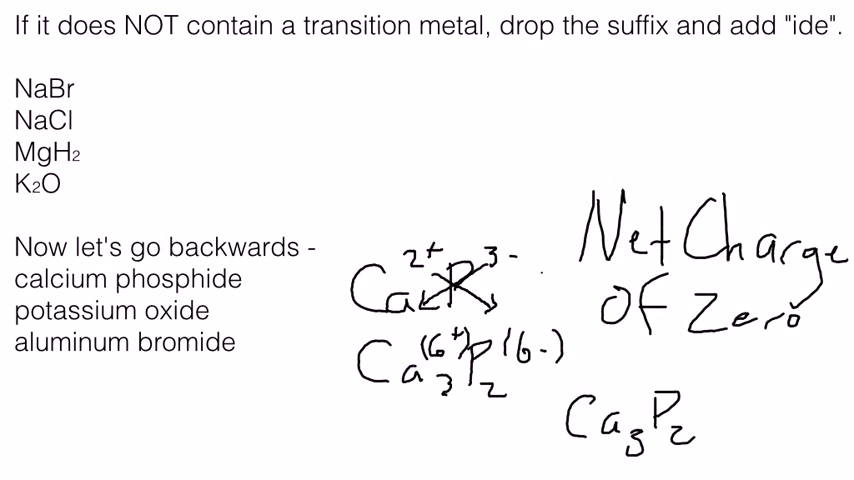 If it does NOT contain a transition metal, drop the suffix and add "ide".
NaBr
NaCl
MgH₂
K₂O
Now let's go backwards -
calcium phosphide
potassium oxide
aluminum bromide
Ca²⁺P³⁻
Ca₃(6+)P₂(6-)
Net Charge
Of Zero
Ca₃P₂